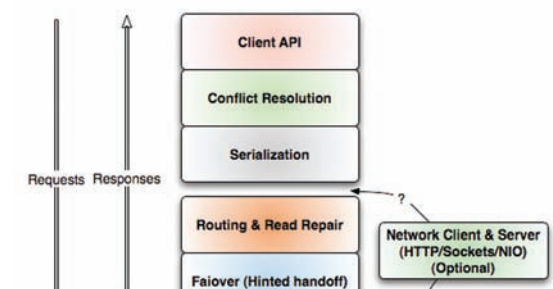 Client API
Conflict Resolution
Serialization
Requests Responses
?
Routing & Read Repair
Network Client & Server
(HTTP/Sockets/NIO)
(Optional)
Faiover (Hinted handoff)